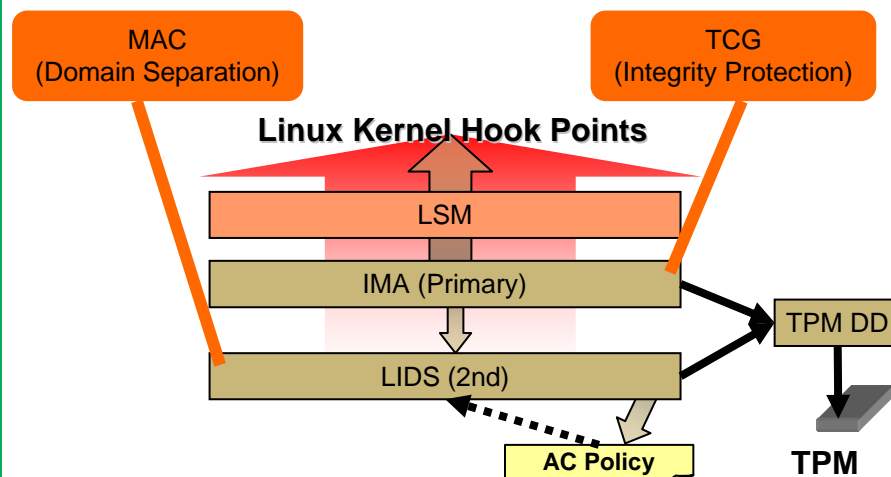 MAC
(Domain Separation)
TCG
(Integrity Protection)
Linux Kernel Hook Points
LSM
IMA (Primary)
TPM DD
LIDS (2nd)
AC Policy
TPM